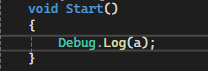 void Start()
{
Debug.Log(a);
}